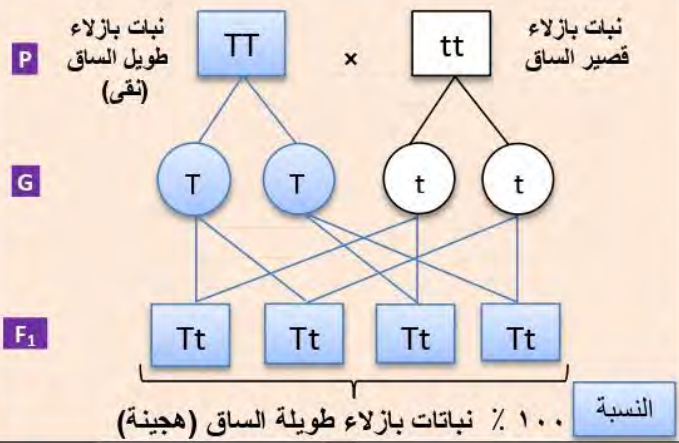 نبات بازلاء
قصير الساق
tt
×
TT
نبات بازلاء
طويل الساق
(نقى)
P
T T t t
G
Tt Tt Tt Tt
F₁
النسبة
١٠٠ ٪ نباتات بازلاء طويلة الساق (هجينة)